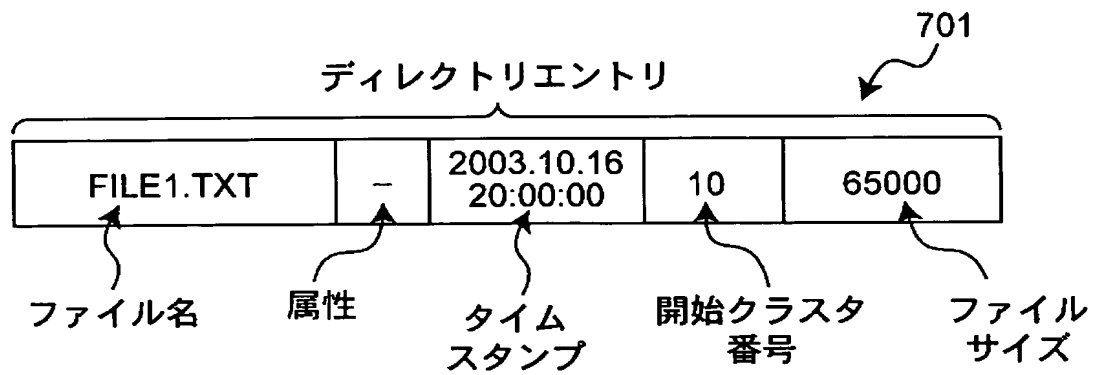 701
ディレクトリエントリ
FILE1.TXT
–
2003.10.16
20:00:00
10
65000
ファイル名
属性
タイム
スタンプ
開始クラスタ
番号
ファイル
サイズ